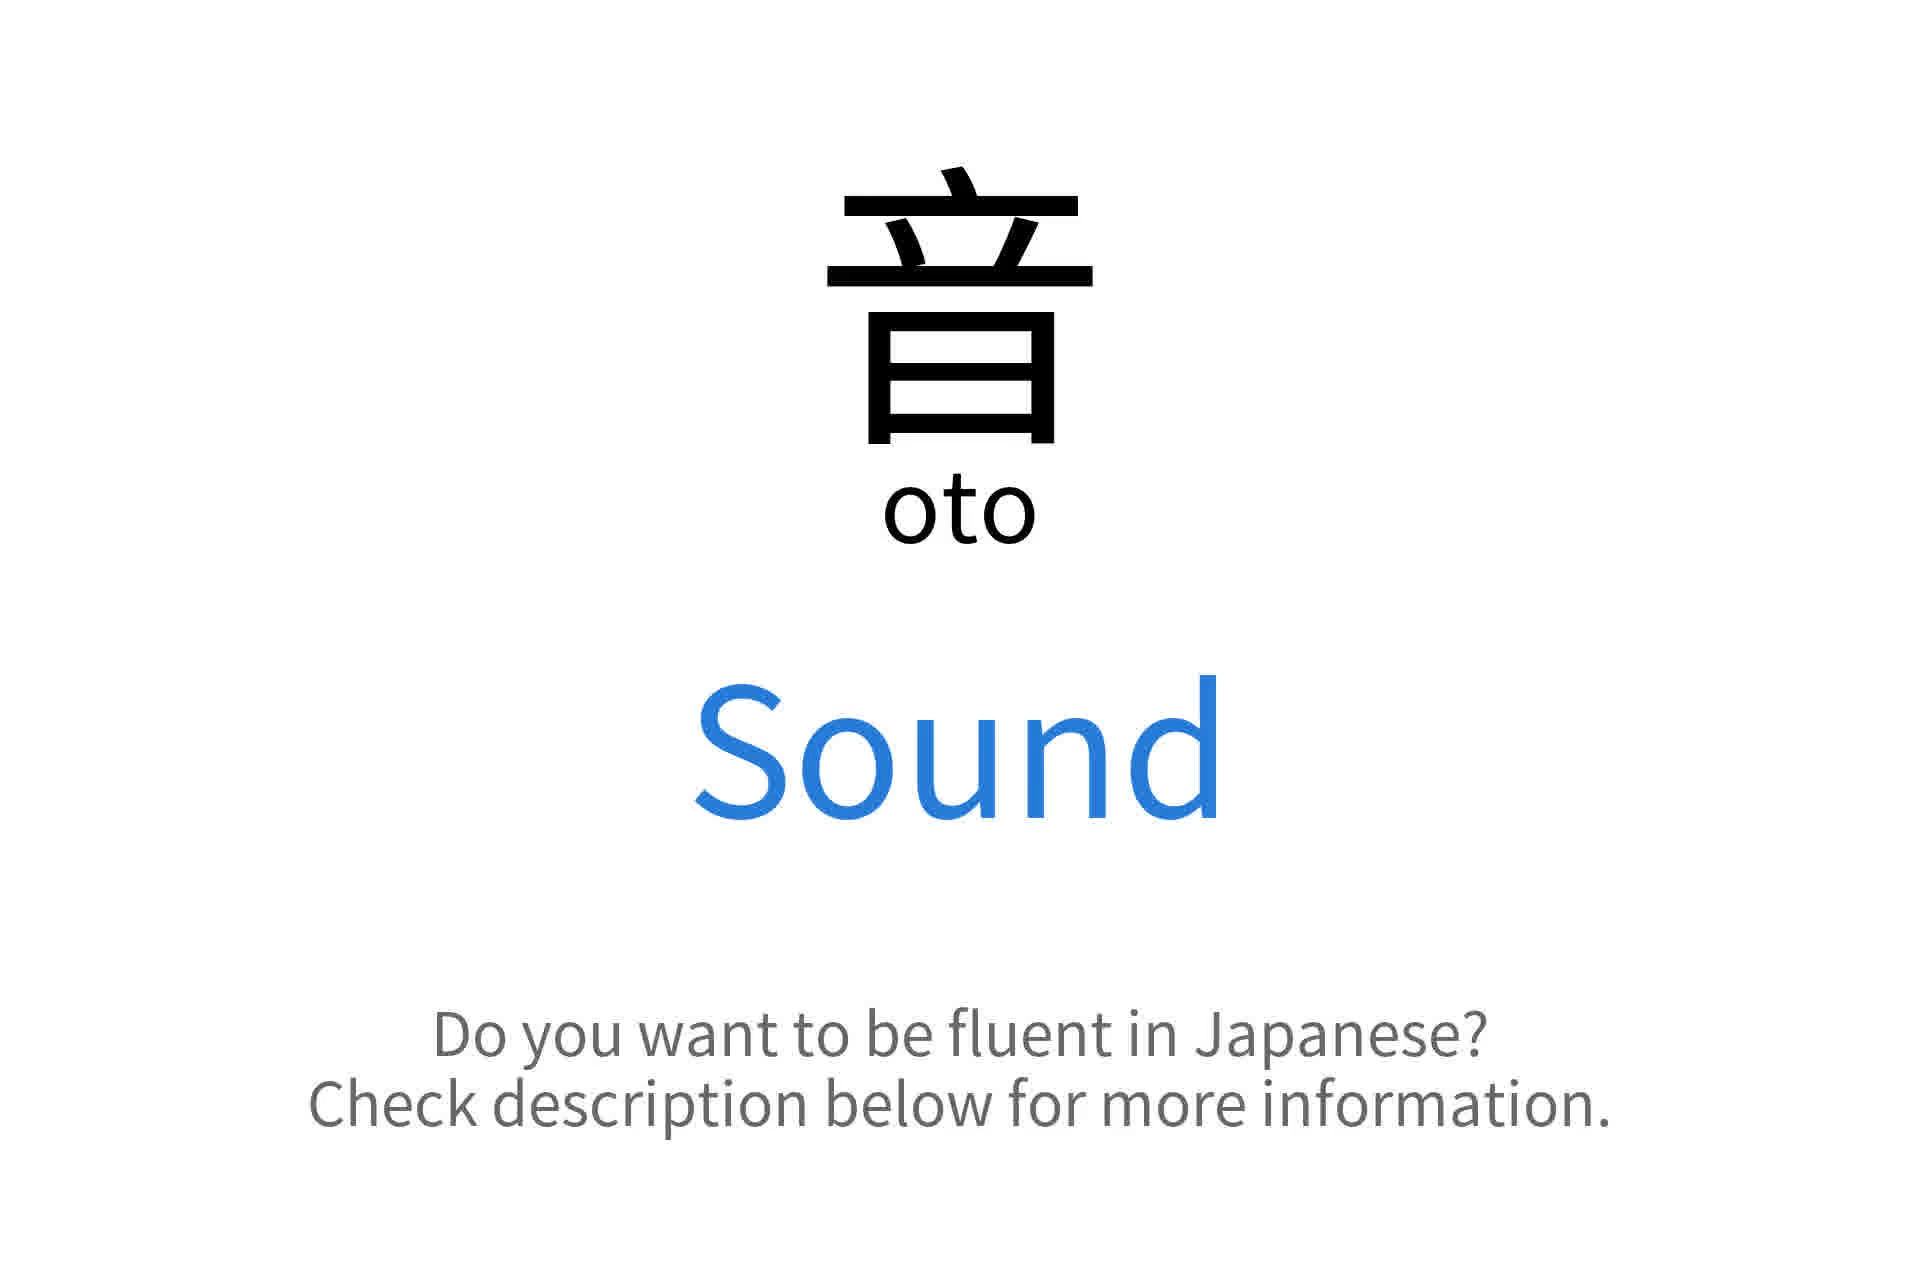 音
oto
Sound
Do you want to be fluent in Japanese?
Check description below for more information.